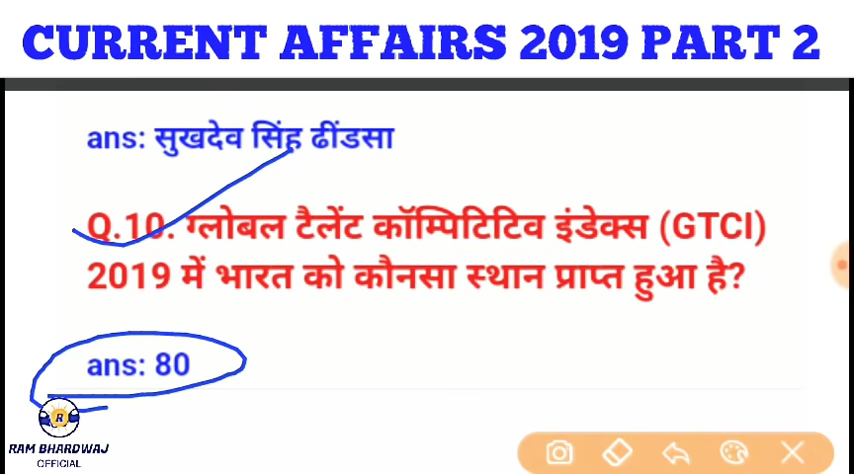 CURRENT AFFAIRS 2019 PART 2
ans: सुखदेव सिंह ढींडसा
Q.10. ग्लोबल टैलेंट कॉम्पिटिटिव इंडेक्स (GTCI)
2019 में भारत को कौनसा स्थान प्राप्त हुआ है?
ans: 80
R
RAM BHARDWAJ
OFFICIAL